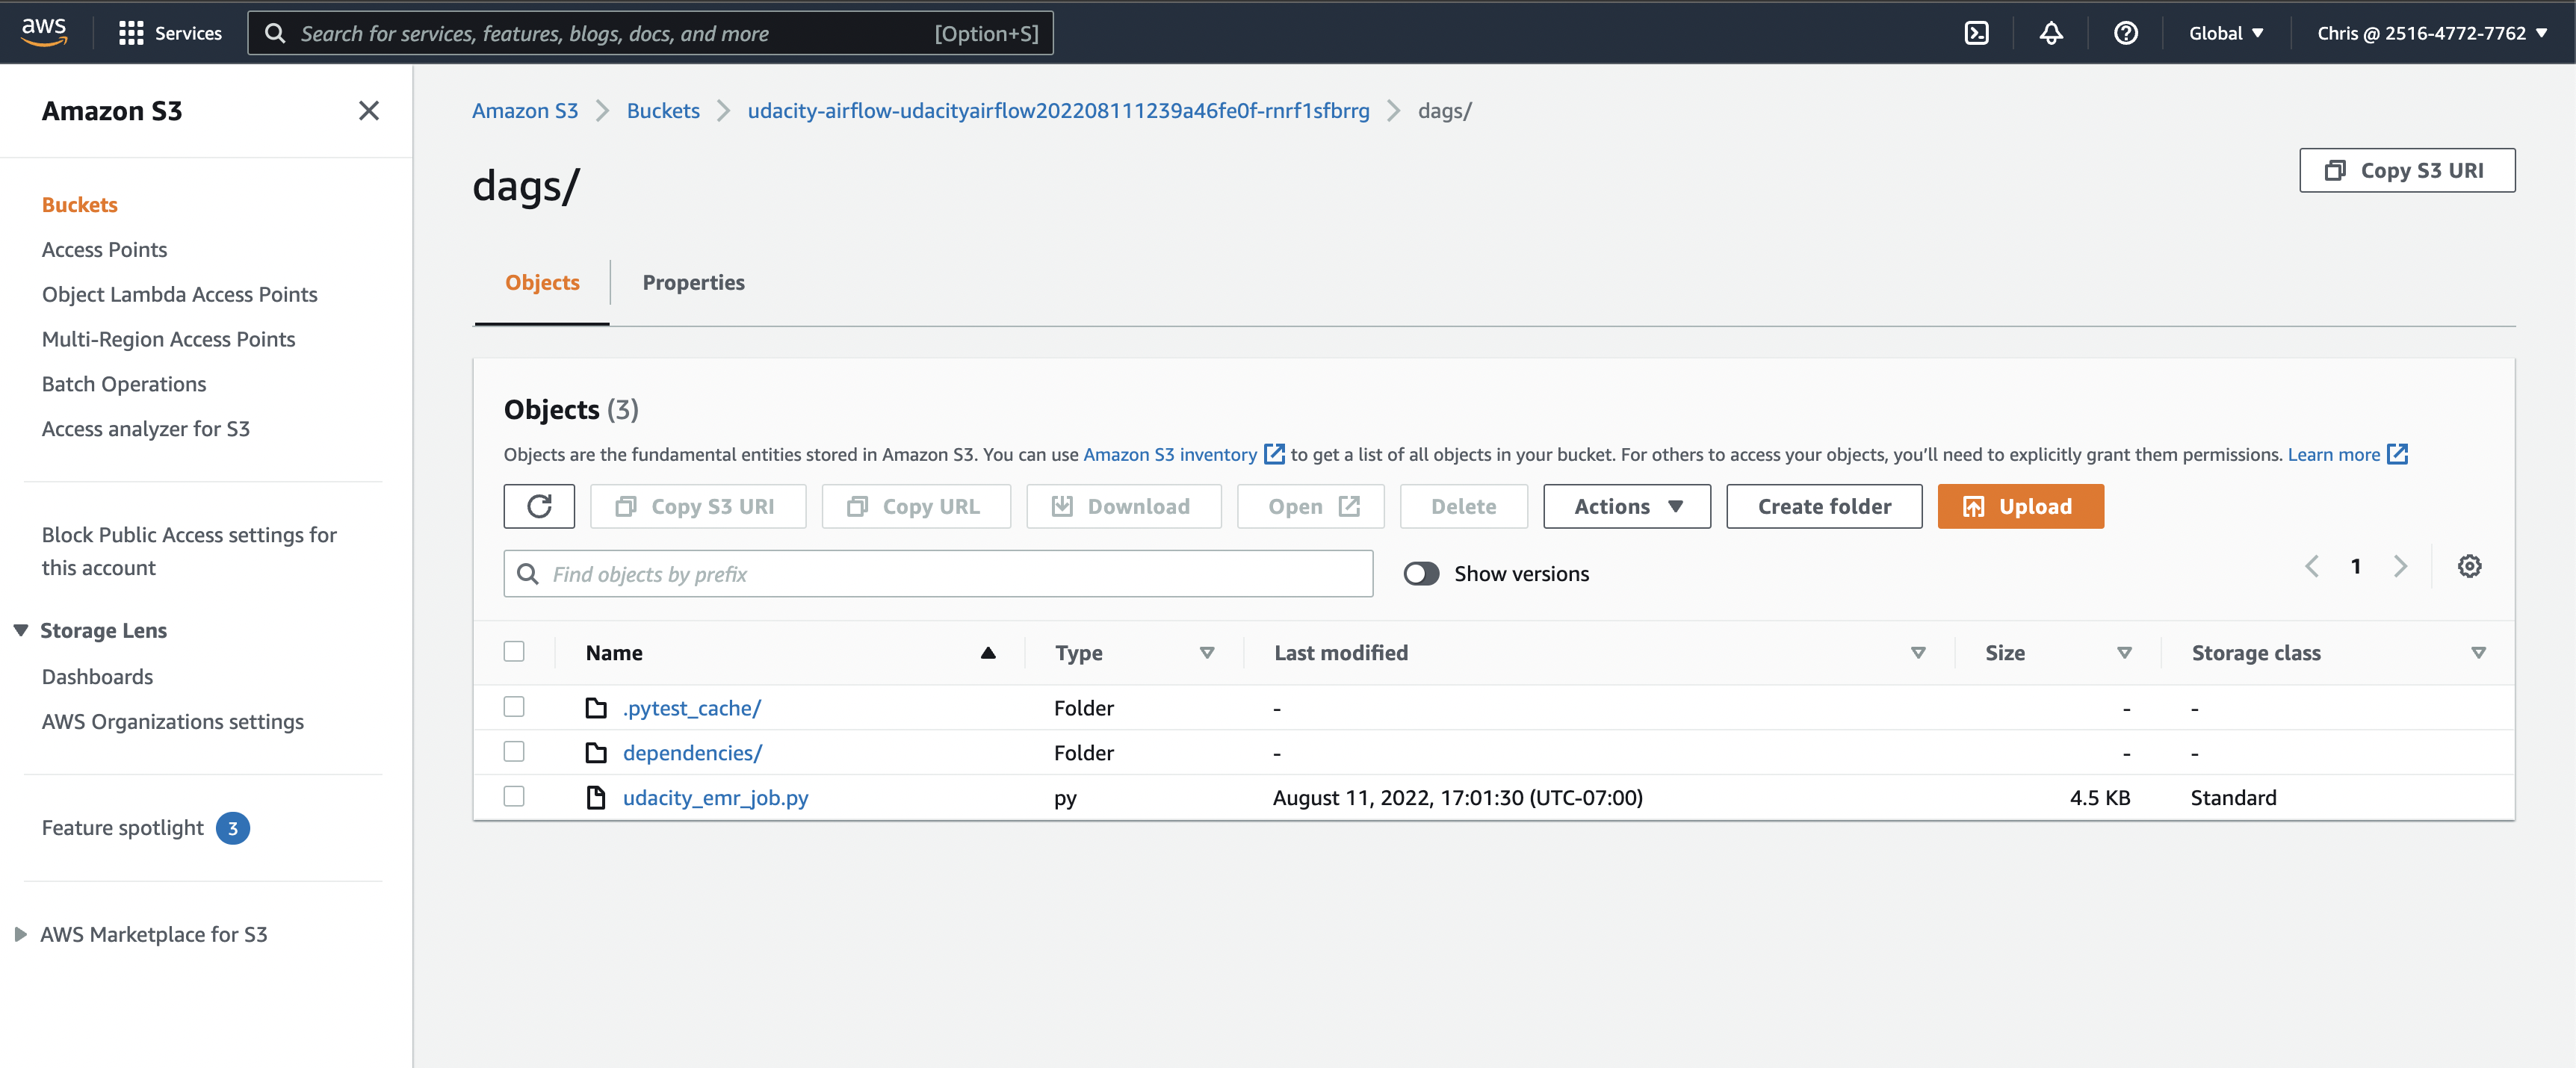 aws
Services
Search for services, features, blogs, docs, and more [Option+S]
Global
Chris @ 2516-4772-7762
Amazon S3
Buckets
Access Points
Object Lambda Access Points
Multi-Region Access Points
Batch Operations
Access analyzer for S3
Block Public Access settings for
this account
Storage Lens
Dashboards
AWS Organizations settings
Feature spotlight 3
AWS Marketplace for S3
Amazon S3 Buckets udacity-airflow-udacityairflow202208111239a46fe0f-rnrf1sfbrrg dags/
dags/
Copy S3 URI
Objects Properties
Objects (3)
Objects are the fundamental entities stored in Amazon S3. You can use Amazon S3 inventory to get a list of all objects in your bucket. For others to access your objects, you’ll need to explicitly grant them permissions. Learn more
Copy S3 URI Copy URL Download Open Delete Actions Create folder Upload
Find objects by prefix Show versions 1
Name Type Last modified Size Storage class
.pytest_cache/ Folder - - -
dependencies/ Folder - - -
udacity_emr_job.py py August 11, 2022, 17:01:30 (UTC-07:00) 4.5 KB Standard